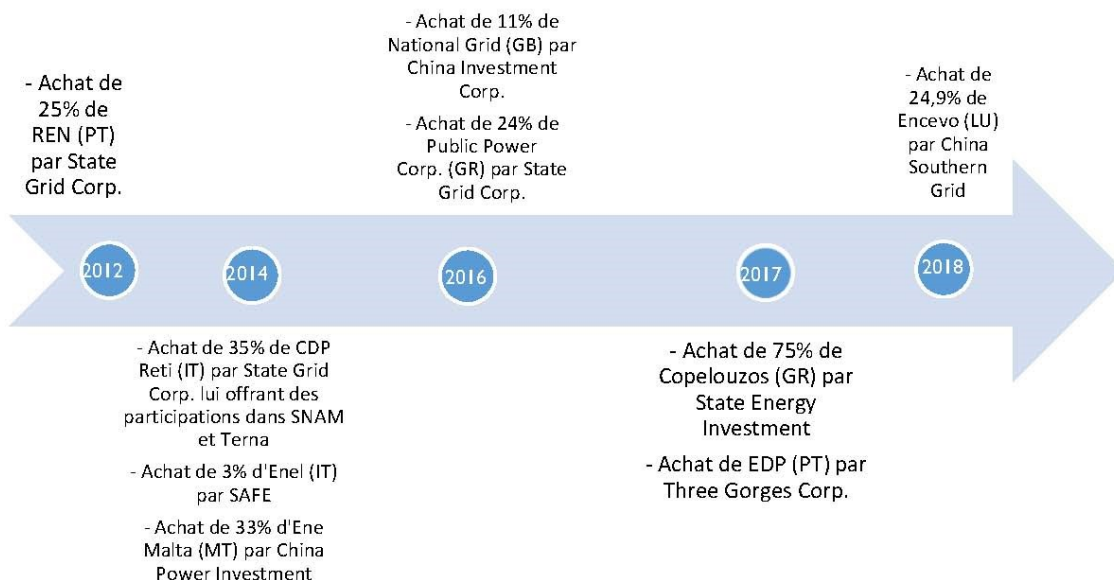 - Achat de
25% de
REN (PT)
par State
Grid Corp.
- Achat de 11% de
National Grid (GB) par
China Investment
Corp.
- Achat de 24% de
Public Power
Corp. (GR) par State
Grid Corp.
- Achat de
24,9% de
Encevo (LU)
par China
Southern
Grid
2012
2014
2016
2017
2018
- Achat de 35% de CDP
Reti (IT) par State Grid
Corp. lui offrant des
participations dans SNAM
et Terna
- Achat de 3% d'Enel (IT)
par SAFE
- Achat de 33% d'Ene
Malta (MT) par China
Power Investment
- Achat de 75% de
Copelouzos (GR) par
State Energy
Investment
- Achat de EDP (PT) par
Three Gorges Corp.